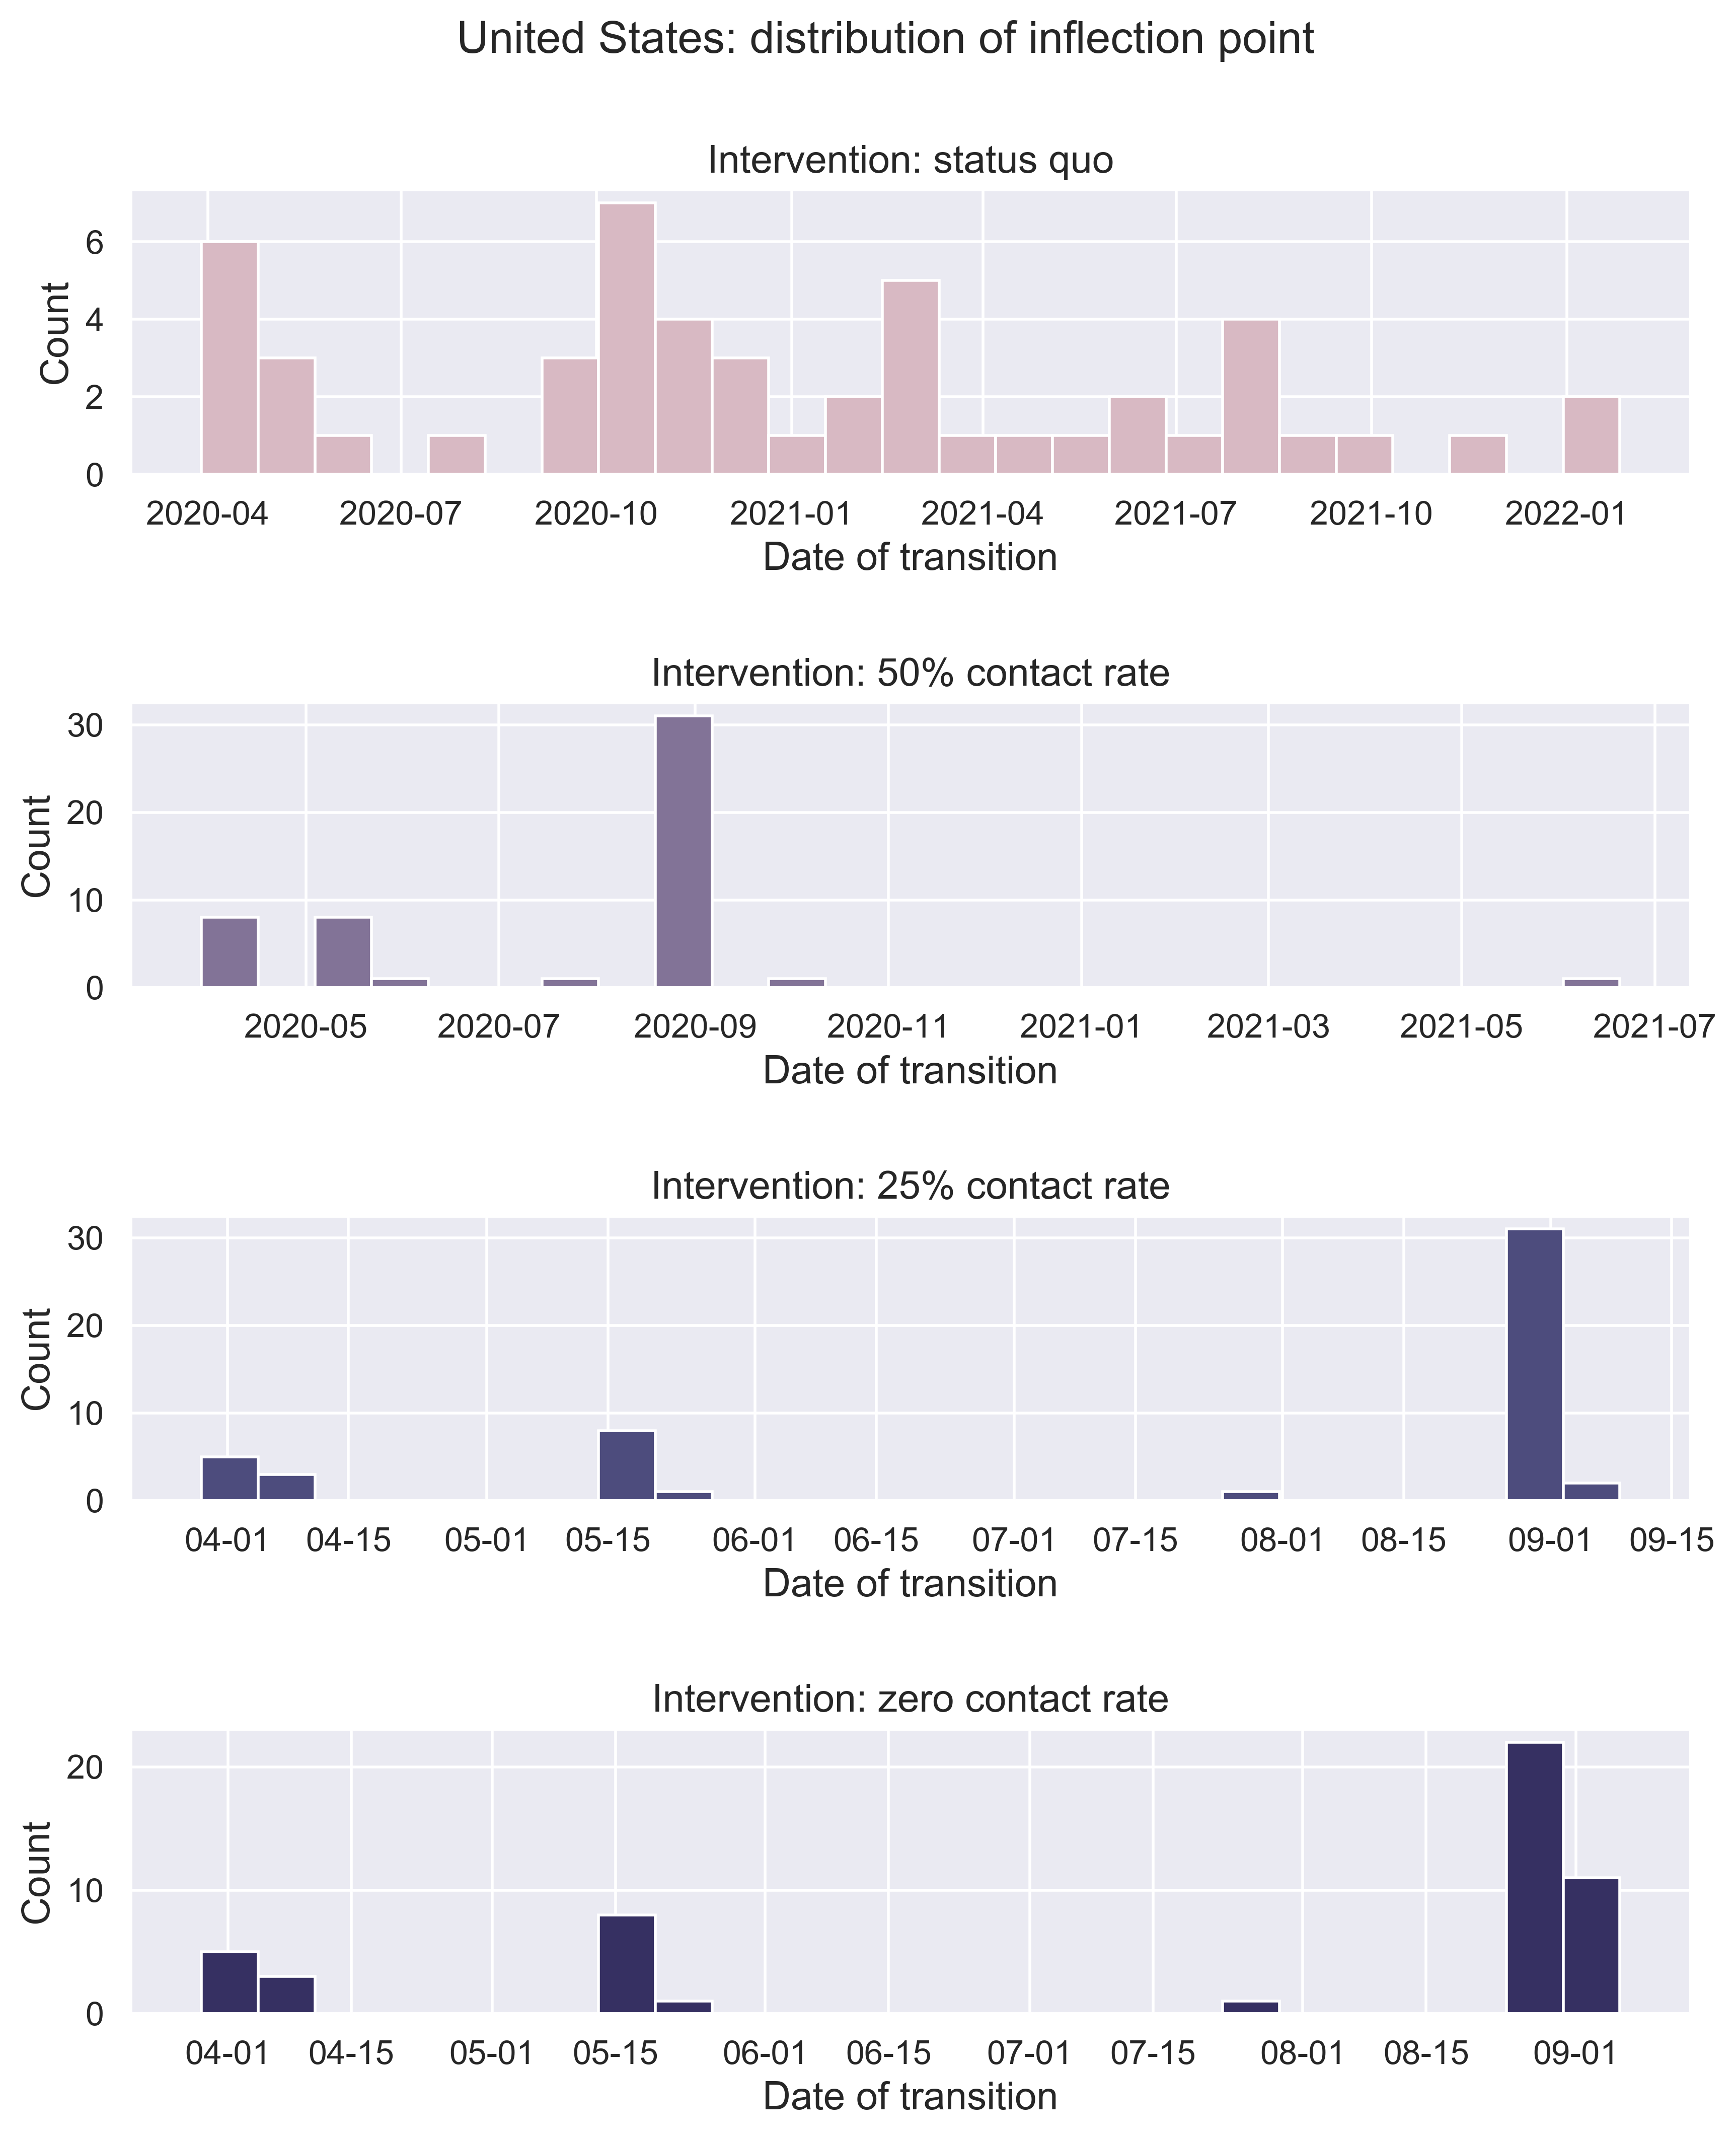 United States: distribution of inflection point
Intervention: status quo
6
4
2
0
Count
2020-04 2020-07 2020-10 2021-01 2021-04 2021-07 2021-10 2022-01
Date of transition
Intervention: 50% contact rate
30
20
10
0
Count
2020-05 2020-07 2020-09 2020-11 2021-01 2021-03 2021-05 2021-07
Date of transition
Intervention: 25% contact rate
30
20
10
0
Count
04-01 04-15 05-01 05-15 06-01 06-15 07-01 07-15 08-01 08-15 09-01 09-15
Date of transition
Intervention: zero contact rate
20
10
0
Count
04-01 04-15 05-01 05-15 06-01 06-15 07-01 07-15 08-01 08-15 09-01
Date of transition